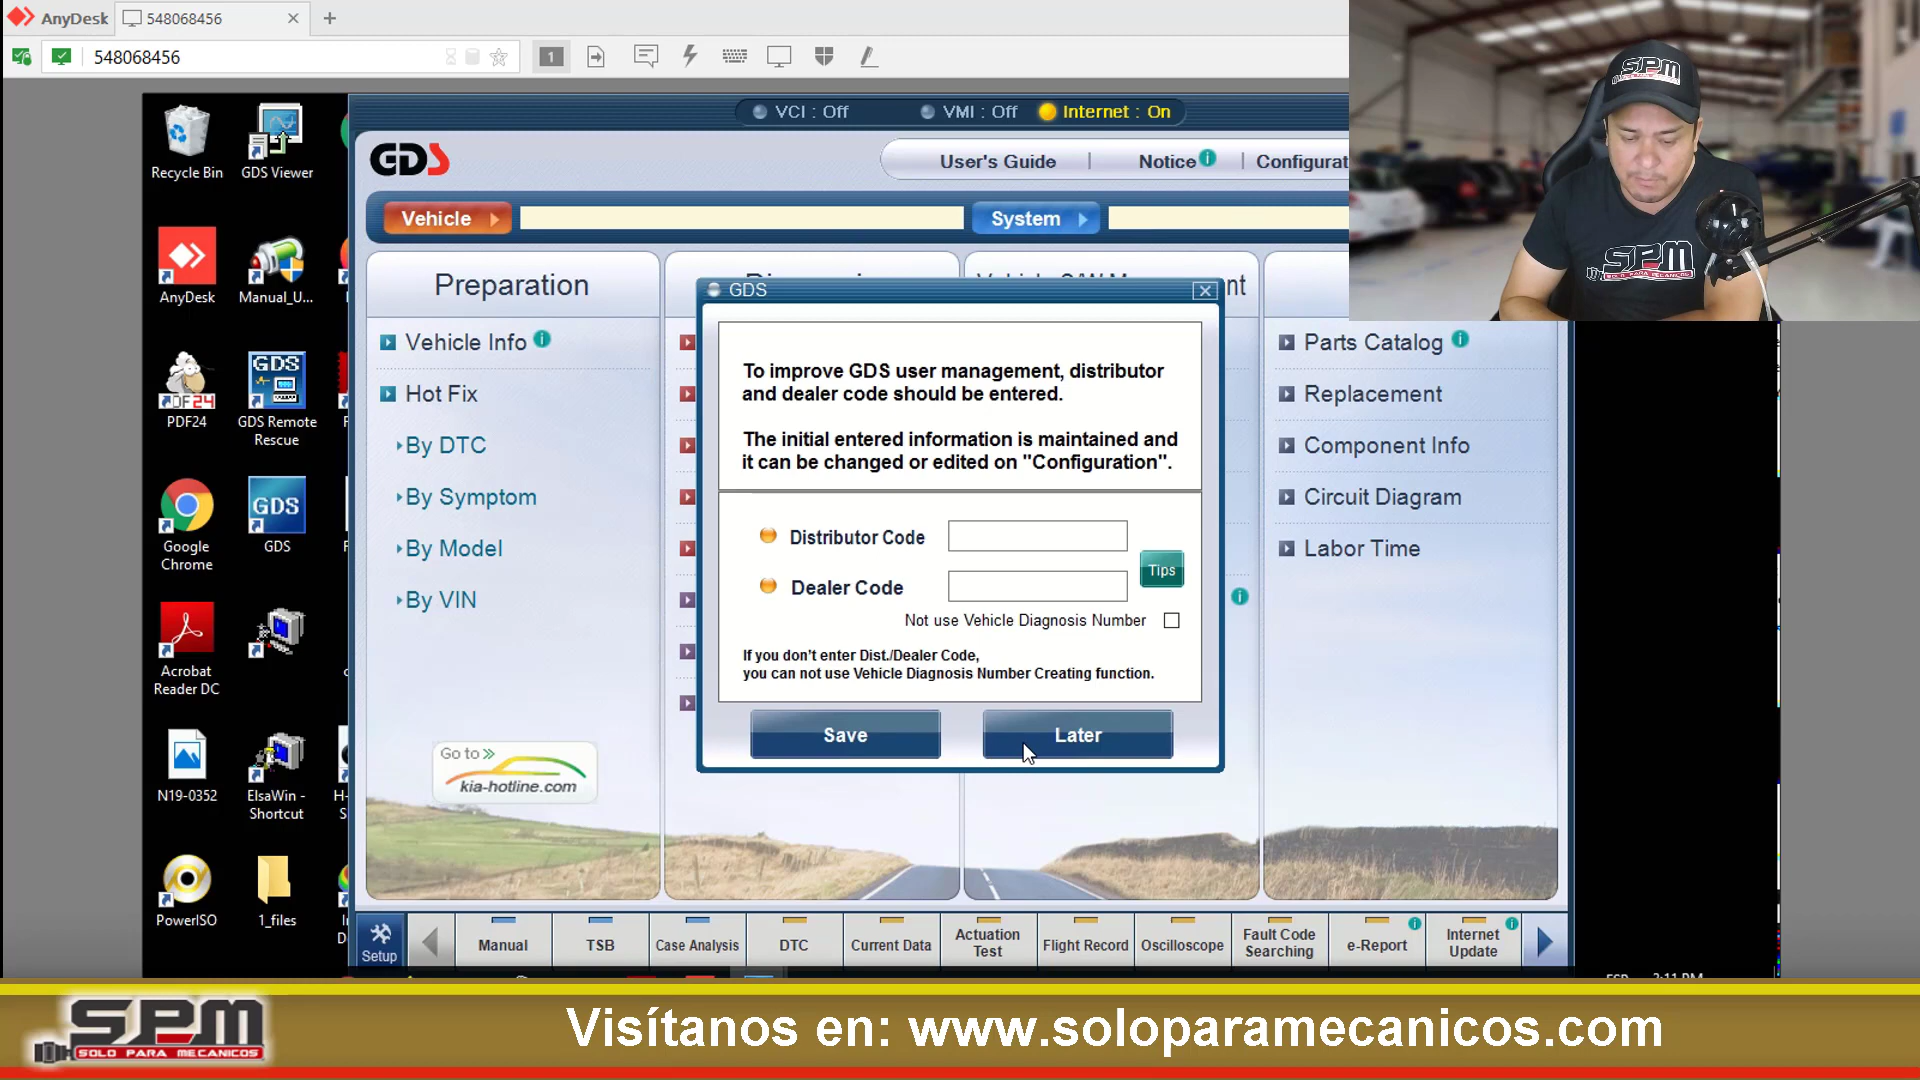 AnyDesk
548068456
548068456
1
VCI : Off
VMI : Off
Internet : On
GDS
User's Guide
Notice
Configurat
Vehicle
System
Recycle Bin
GDS Viewer
AnyDesk
Manual_U...
PDF24
GDS Remote
Rescue
Google
Chrome
GDS
GDS
Acrobat
Reader DC
N19-0352
ElsaWin -
Shortcut
PowerISO
1_files
Preparation
Vehicle Info
Hot Fix
By DTC
By Symptom
By Model
By VIN
Go to
kia-hotline.com
nt
GDS
To improve GDS user management, distributor
and dealer code should be entered.
The initial entered information is maintained and
it can be changed or edited on "Configuration".
Distributor Code
Dealer Code
Tips
Not use Vehicle Diagnosis Number
If you don't enter Dist./Dealer Code,
you can not use Vehicle Diagnosis Number Creating function.
Save
Later
Parts Catalog
Replacement
Component Info
Circuit Diagram
Labor Time
Setup
Manual
TSB
Case Analysis
DTC
Current Data
Actuation
Test
Flight Record
Oscilloscope
Fault Code
Searching
e-Report
Internet
Update
SPM
SPM
SPM
SOLO PARA MECANICOS
Visítanos en: www.soloparamecanicos.com